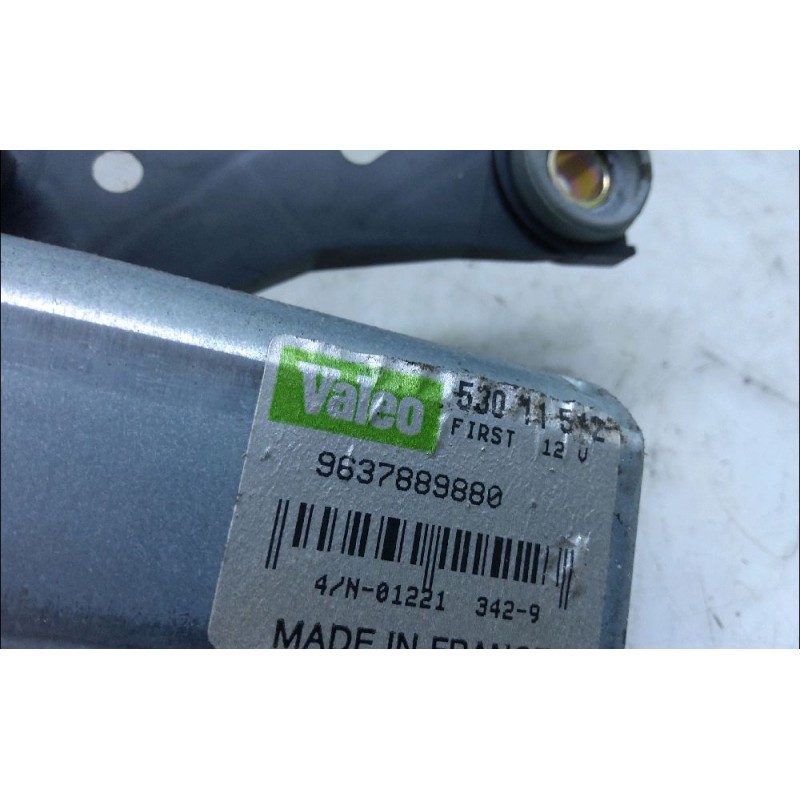 Valeo
530 11 542
FIRST 12 V
9637889880
4/N-01221 342-9
MADE IN FRANCE